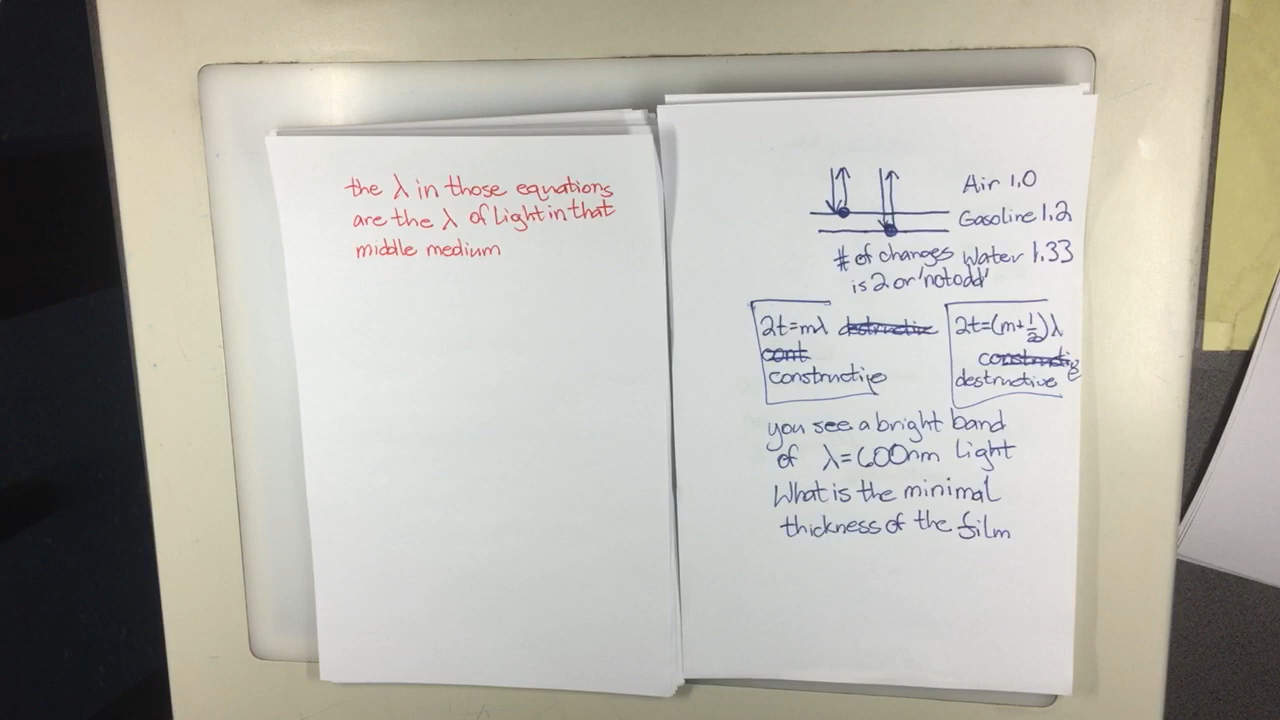 the λ in those equations
are the λ of Light in that
middle medium
Air 1.0
Gasoline 1.2
# of changes Water 1.33
is 2 or 'not odd'
2t=mλ destructive
cont
constructive
2t=(m+1/2)λ
constructive
destructive
you see a bright band
of λ=600nm Light
What is the minimal
thickness of the film